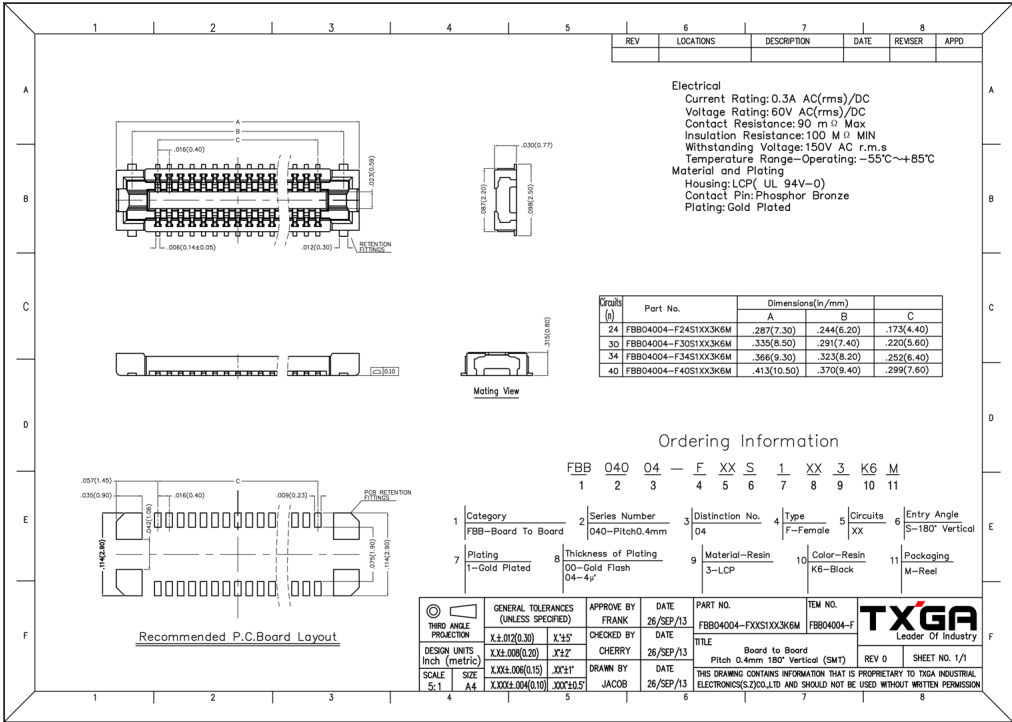 1 2 3 4 5 6 7 8
REV LOCATIONS DESCRIPTION DATE REVISER APPD
A A
B B
C C
D D
E E
F F
Electrical
Current Rating: 0.3A AC(rms)/DC
Voltage Rating: 60V AC(rms)/DC
Contact Resistance: 90 m Ω Max
Insulation Resistance: 100 M Ω MIN
Withstanding Voltage: 150V AC r.m.s
Temperature Range-Operating: -55℃~+85℃
Material and Plating
Housing: LCP( UL 94V-0)
Contact Pin: Phosphor Bronze
Plating: Gold Plated
A
B
C
.016(0.40)
.023(0.59)
.006(0.14±0.05)
.012(0.30)
RETENTION
FITTINGS
.030(0.77)
.087(2.20)
.098(2.50)
0.10
.315(0.80)
Mating View
Circuits (n) Part No. Dimensions(in/mm)
A B C
24 FBB04004-F24S1XX3K6M .287(7.30) .244(6.20) .173(4.40)
30 FBB04004-F30S1XX3K6M .335(8.50) .291(7.40) .220(5.60)
34 FBB04004-F34S1XX3K6M .366(9.30) .323(8.20) .252(6.40)
40 FBB04004-F40S1XX3K6M .413(10.50) .370(9.40) .299(7.60)
Ordering Information
FBB 040 04 - F XX S 1 XX 3 K6 M
1 2 3 4 5 6 7 8 9 10 11
1 Category
FBB-Board To Board
2 Series Number
040-Pitch0.4mm
3 Distinction No.
04
4 Type
F-Female
5 Circuits
XX
6 Entry Angle
S-180° Vertical
7 Plating
1-Gold Plated
8 Thickness of Plating
00-Gold Flash
04-4μ"
9 Material-Resin
3-LCP
10 Color-Resin
K6-Black
11 Packaging
M-Reel
.057(1.45)
.035(0.90)
.016(0.40)
C
.009(0.23)
PCB RETENTION
FITTINGS
.042(1.06)
.114(2.90)
.075(1.90)
.114(2.90)
Recommended P.C.Board Layout
THIRD ANGLE
PROJECTION
DESIGN UNITS
Inch (metric)
SCALE SIZE
5:1 A4
GENERAL TOLERANCES
(UNLESS SPECIFIED)
X.±.012(0.30) X.°±5°
X.X±.008(0.20) .X°±2°
X.XX±.006(0.15) .XX°±1°
X.XXX±.004(0.10) .XXX°±0.5°
APPROVE BY DATE
FRANK 26/SEP/13
CHECKED BY DATE
CHERRY 26/SEP/13
DRAWN BY DATE
JACOB 26/SEP/13
PART NO. TEM NO.
FBB04004-FXXS1XX3K6M FBB04004-F
TITLE
Board to Board
Pitch 0.4mm 180° Vertical (SMT)
TXGA
Leader Of Industry
REV 0 SHEET NO. 1/1
THIS DRAWING CONTAINS INFORMATION THAT IS PROPRIETARY TO TXGA INDUSTRIAL
ELECTRONICS(S.Z)CO.,LTD AND SHOULD NOT BE USED WITHOUT WRITTEN PERMISSION
1 2 3 4 5 6 7 8